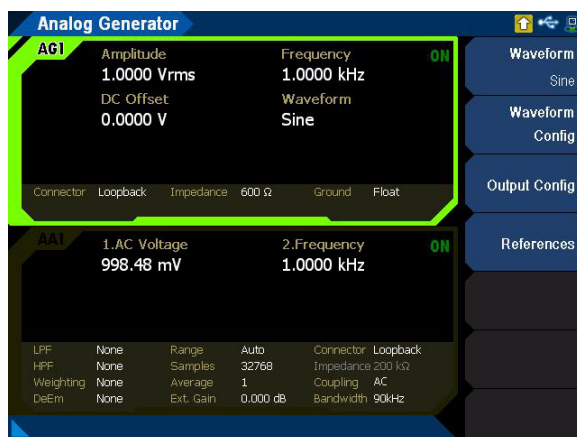 Analog Generator
AG1
Amplitude Frequency ON
1.0000 Vrms 1.0000 kHz
DC Offset Waveform
0.0000 V Sine
Connector Loopback Impedance 600 Ω Ground Float
AA1
1.AC Voltage 2.Frequency ON
998.48 mV 1.0000 kHz
LPF None Range Auto Connector Loopback
HPF None Samples 32768 Impedance 200 kΩ
Weighting None Average 1 Coupling AC
DeEm None Ext. Gain 0.000 dB Bandwidth 90kHz
Waveform
Sine
Waveform
Config
Output Config
References